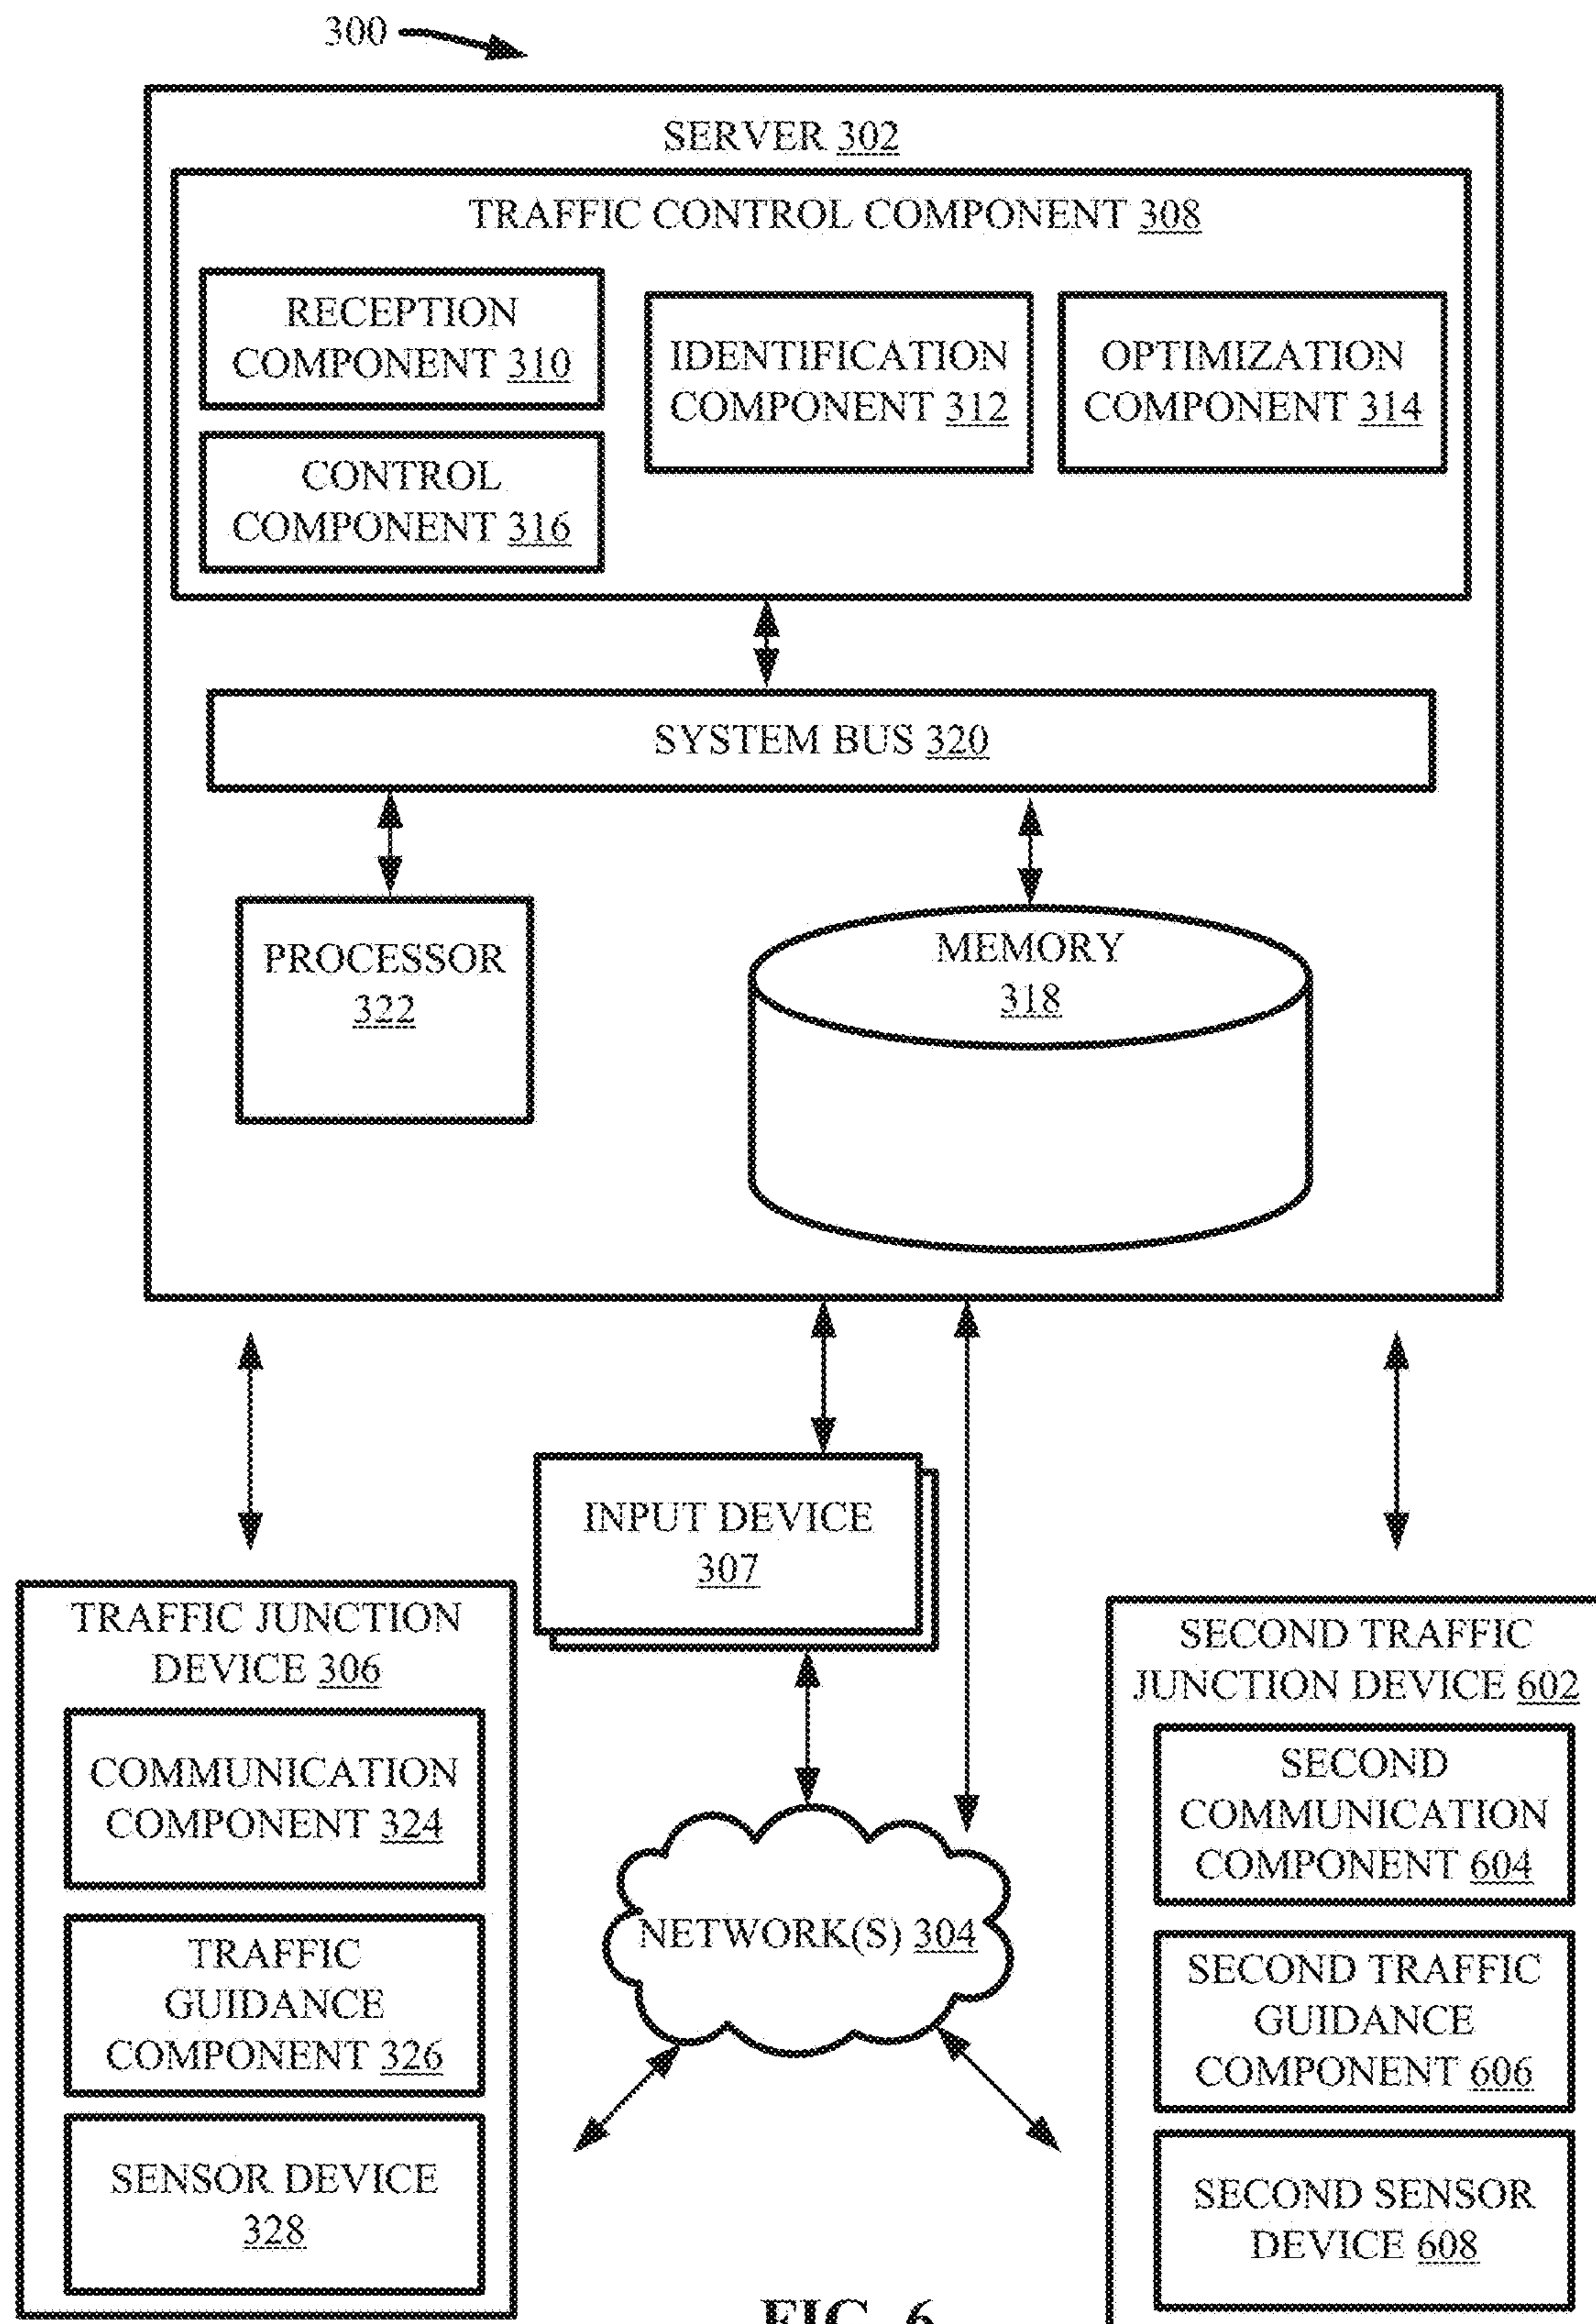 300
SERVER 302
TRAFFIC CONTROL COMPONENT 308
RECEPTION
COMPONENT 310
IDENTIFICATION
COMPONENT 312
OPTIMIZATION
COMPONENT 314
CONTROL
COMPONENT 316
SYSTEM BUS 320
PROCESSOR
322
MEMORY
318
INPUT DEVICE
307
TRAFFIC JUNCTION
DEVICE 306
COMMUNICATION
COMPONENT 324
TRAFFIC
GUIDANCE
COMPONENT 326
SENSOR DEVICE
328
NETWORK(S) 304
SECOND TRAFFIC
JUNCTION DEVICE 602
SECOND
COMMUNICATION
COMPONENT 604
SECOND TRAFFIC
GUIDANCE
COMPONENT 606
SECOND SENSOR
DEVICE 608
FIG. 6